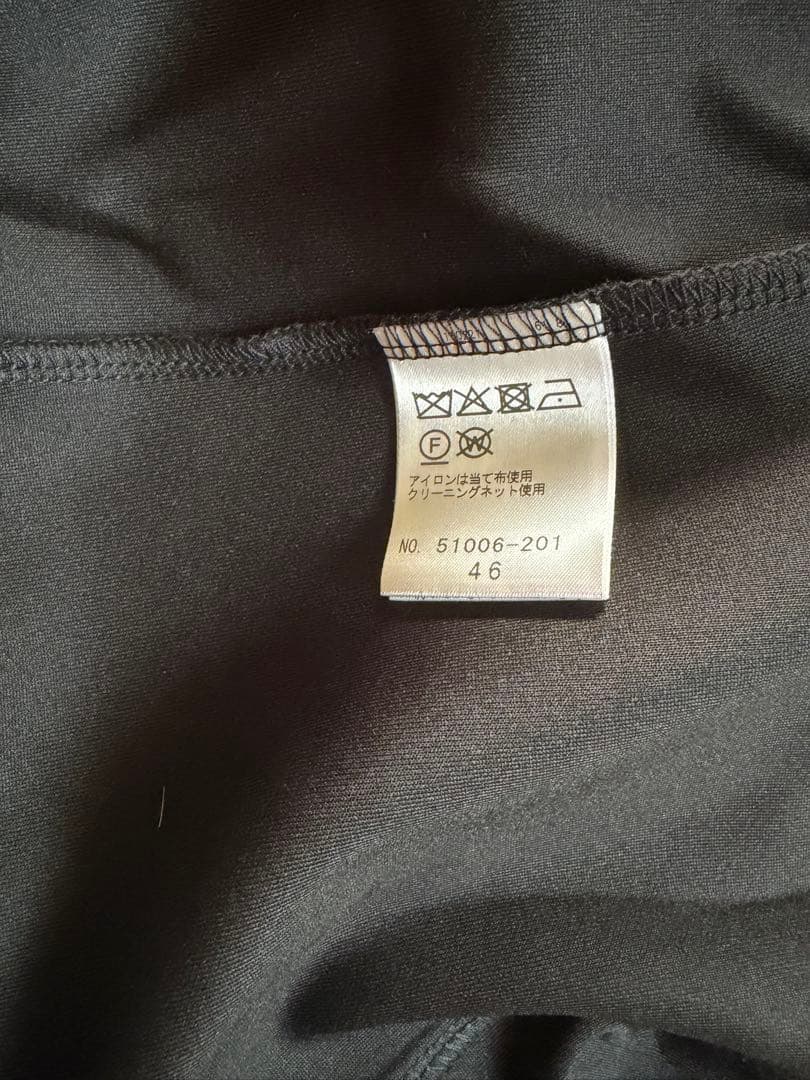 F W
アイロンは当て布使用
クリーニングネット使用
NO. 51006-201
46